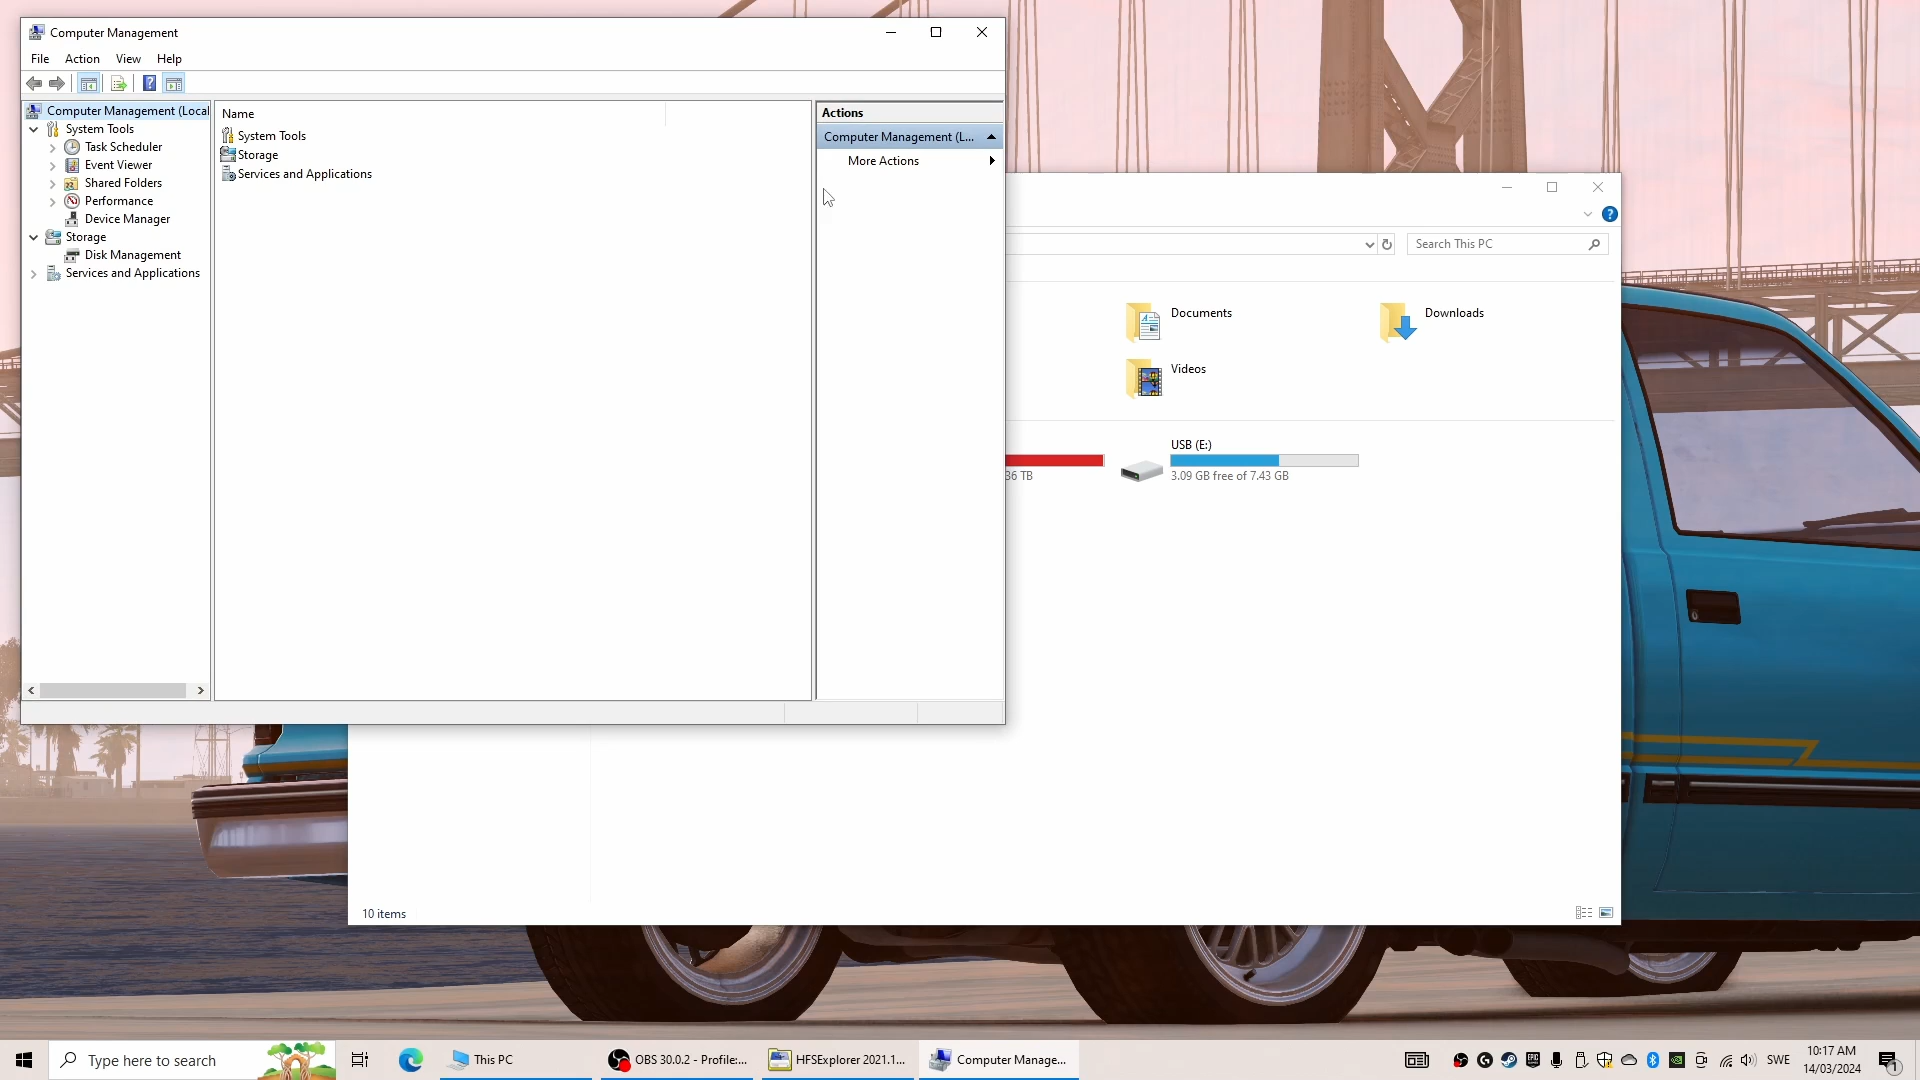 Computer Management
File Action View Help
Computer Management (Local
System Tools
Task Scheduler
Event Viewer
Shared Folders
Performance
Device Manager
Storage
Disk Management
Services and Applications
Name
System Tools
Storage
Services and Applications
Actions
Computer Management (L...
More Actions
Search This PC
Documents
Downloads
Videos
36 TB
USB (E:)
3.09 GB free of 7.43 GB
10 items
Type here to search
This PC
OBS 30.0.2 - Profile:...
HFSExplorer 2021.1...
Computer Manage...
SWE
10:17 AM
14/03/2024
1